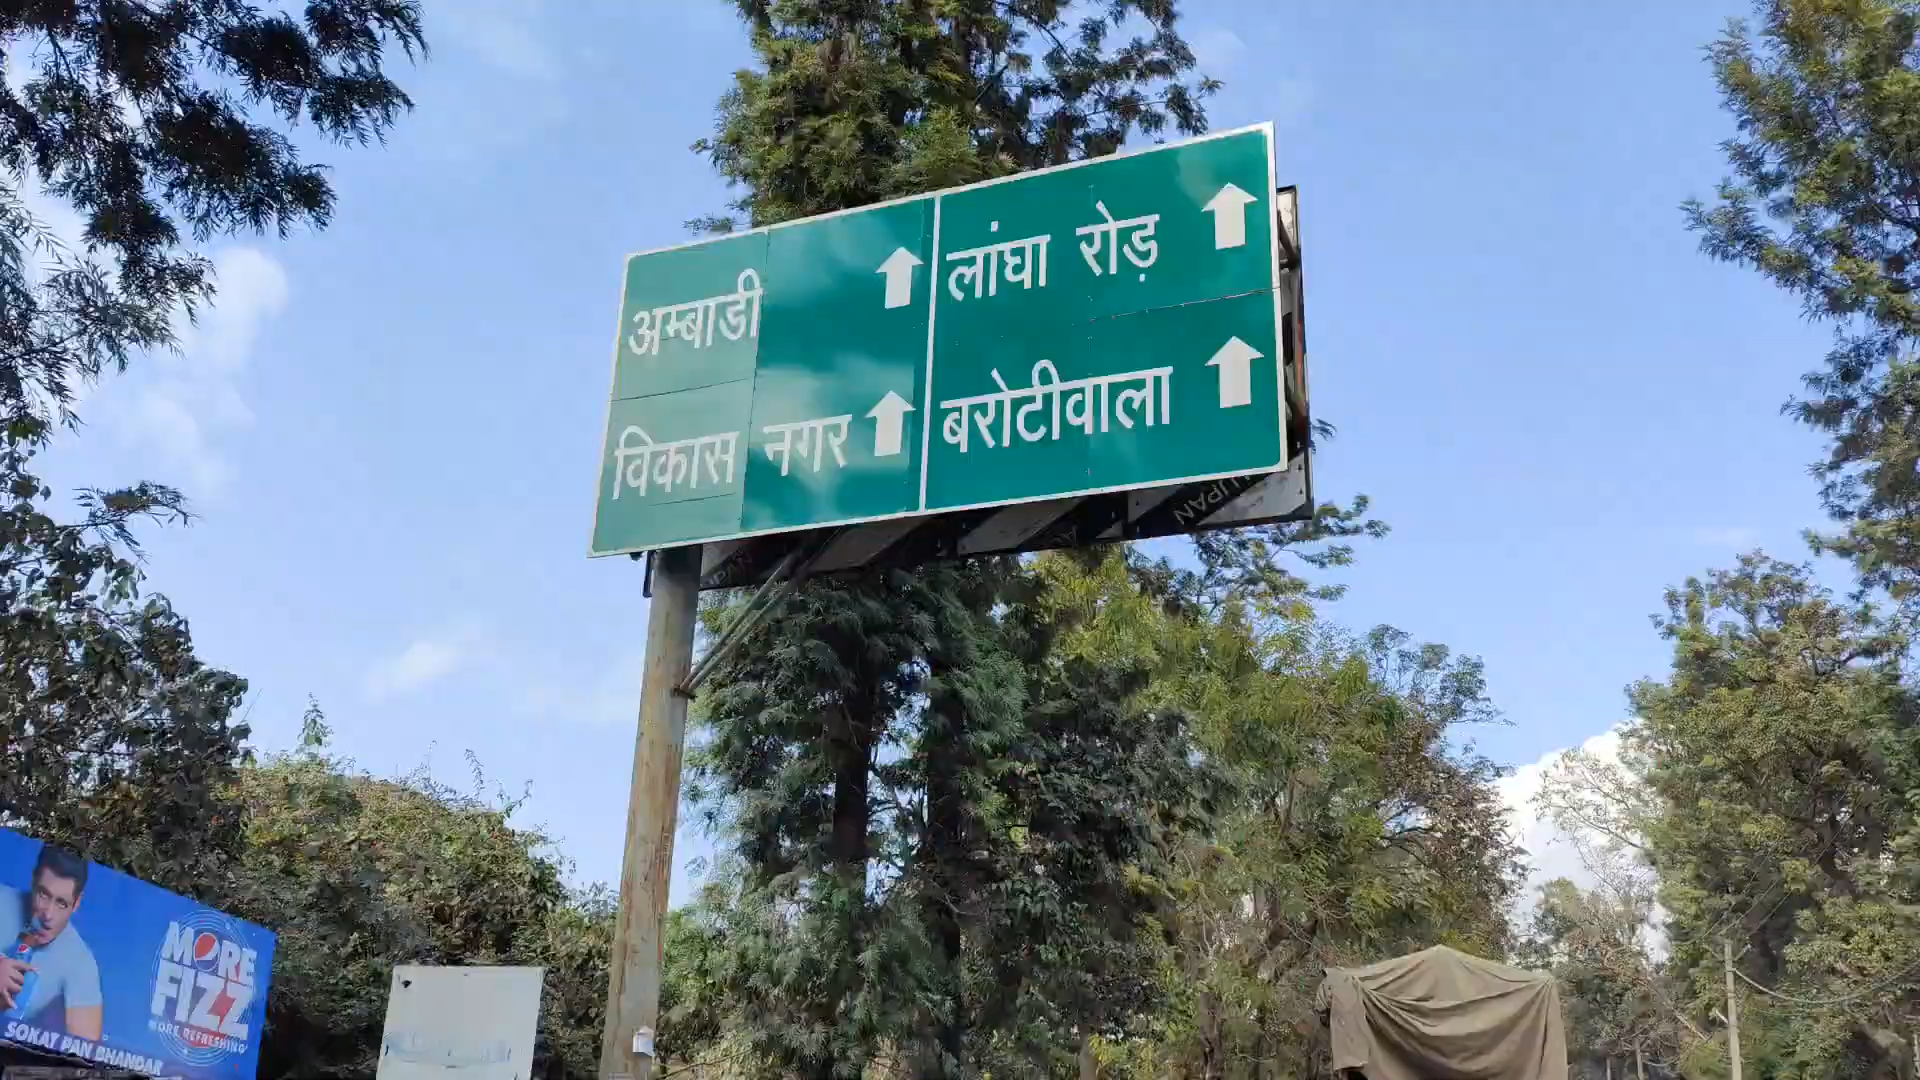 अम्बाडी
विकास नगर
लांघा रोड़
बरोटीवाला
MORE
FIZZ
MORE REFRESHING
SOKAT PAN BHANDAR